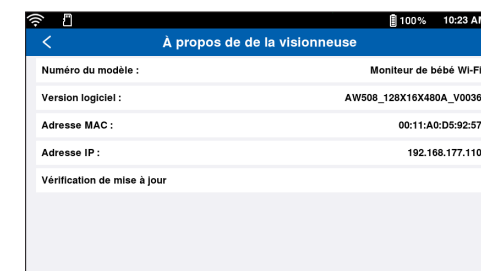 100% 10:23 AM
À propos de de la visionneuse
Numéro du modèle : Moniteur de bébé Wi-Fi
Version logiciel : AW508_128X16X480A_V0036
Adresse MAC : 00:11:A0:D5:92:57
Adresse IP : 192.168.177.110
Vérification de mise à jour